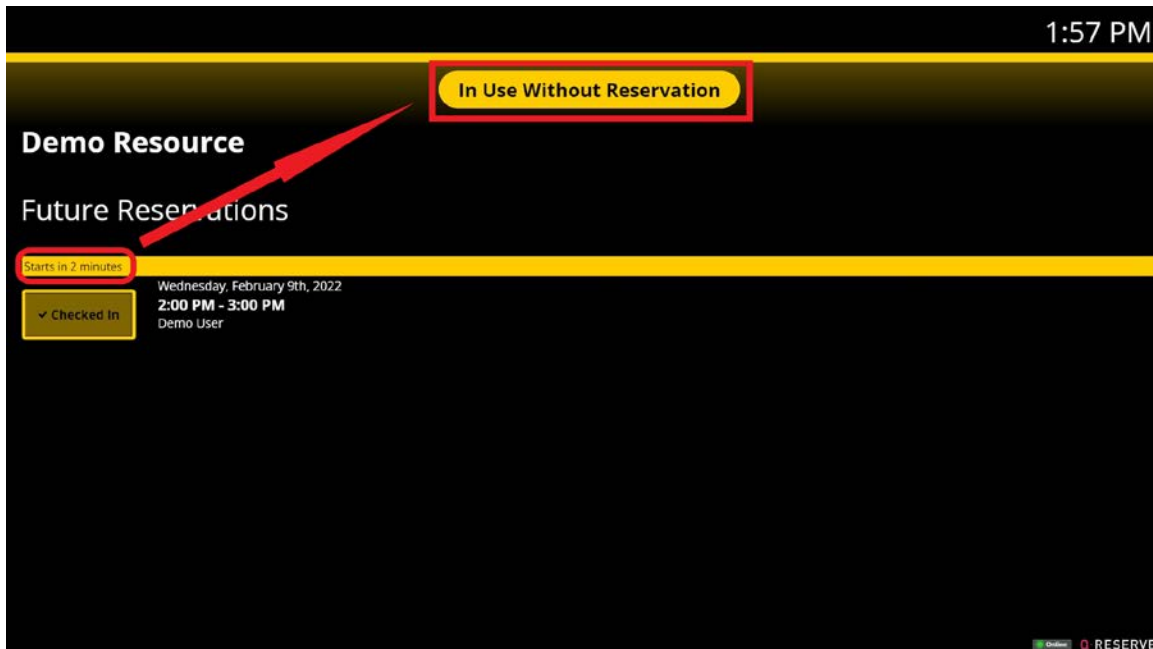 1:57 PM
In Use Without Reservation
Demo Resource
Future Reservations
Starts in 2 minutes
✓ Checked In
Wednesday, February 9th, 2022
2:00 PM - 3:00 PM
Demo User
Online
Q RESERVE